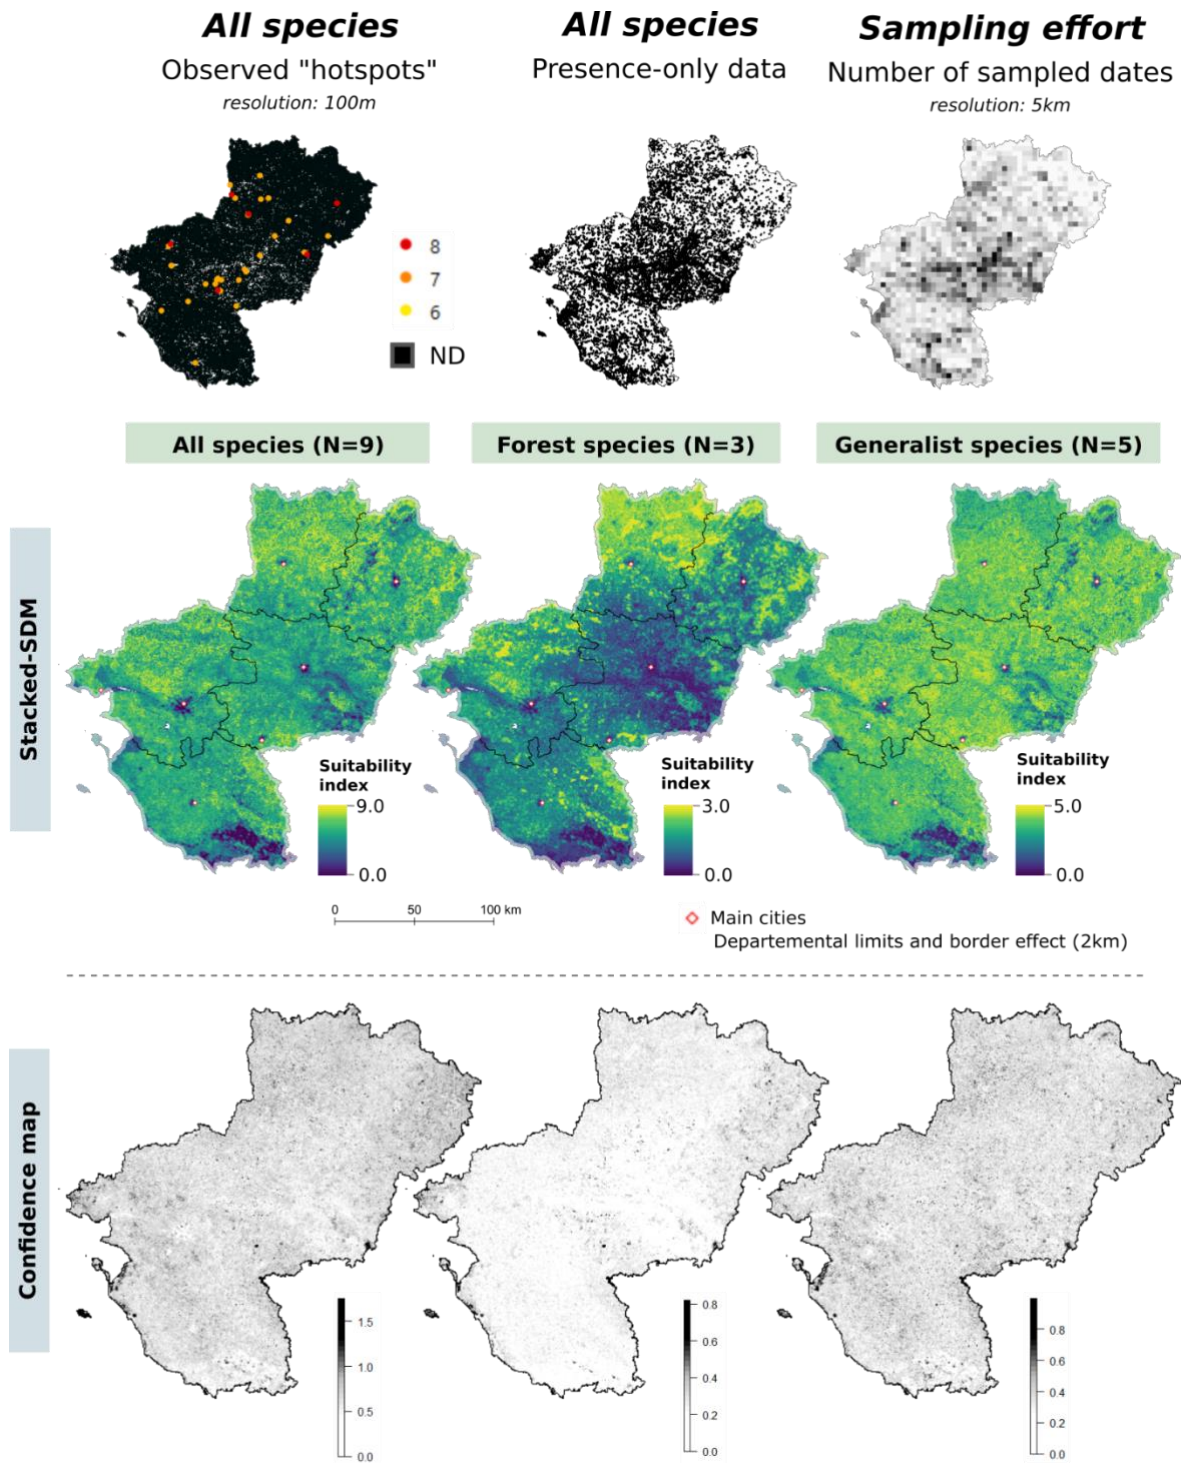 All species
Observed "hotspots"
resolution: 100m
All species
Presence-only data
Sampling effort
Number of sampled dates
resolution: 5km
8
7
6
ND
All species (N=9)
Forest species (N=3)
Generalist species (N=5)
Stacked-SDM
Suitability
index
9.0
0.0
Suitability
index
3.0
0.0
Suitability
index
5.0
0.0
0 50 100 km
Main cities
Departemental limits and border effect (2km)
Confidence map
1.5
1.0
0.5
0.0
0.8
0.6
0.4
0.2
0.0
0.8
0.6
0.4
0.2
0.0